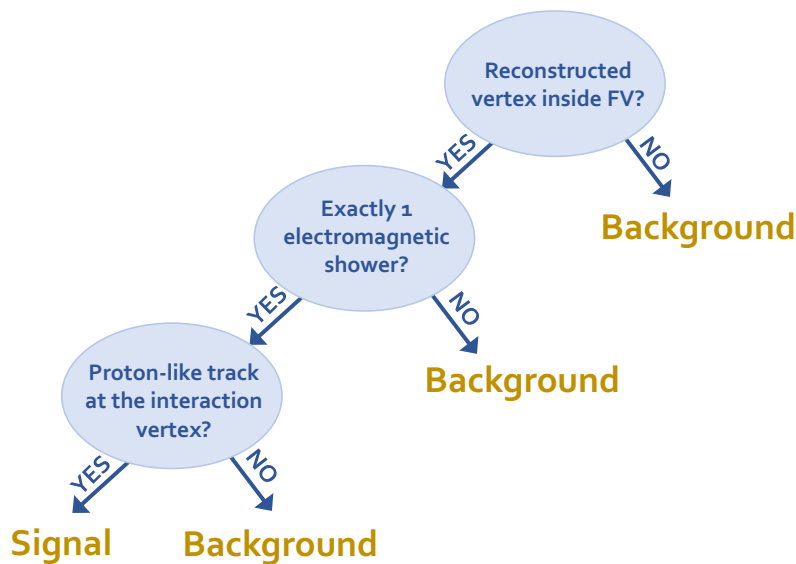 Reconstructed
vertex inside FV?
YES
NO
Background
Exactly 1
electromagnetic
shower?
YES
NO
Background
Proton-like track
at the interaction
vertex?
YES
NO
Signal
Background